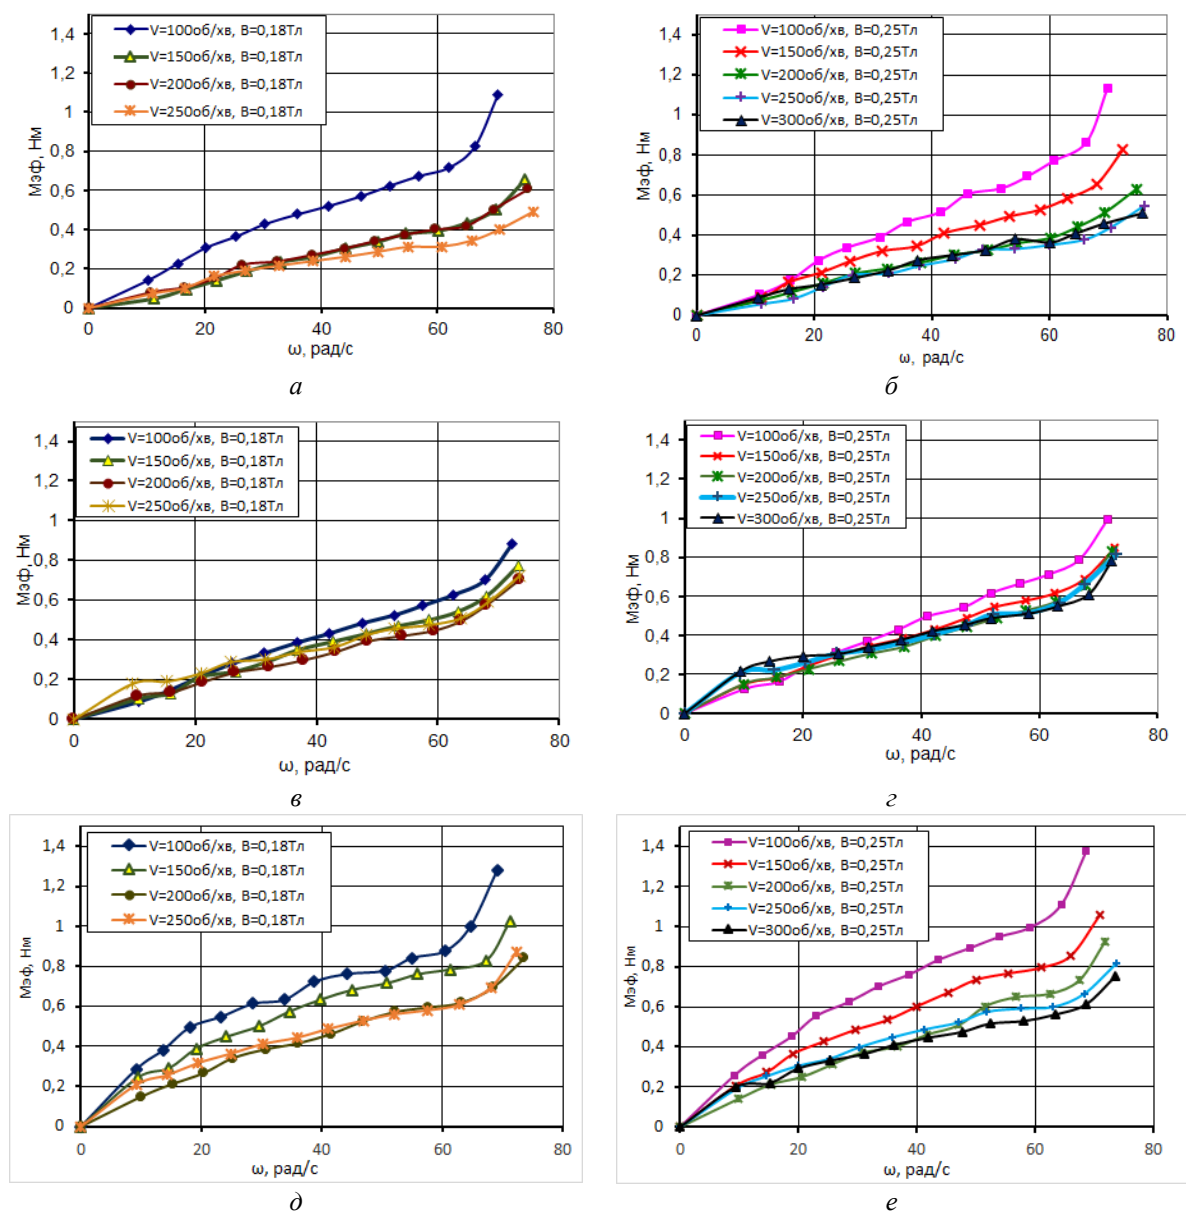 V=100об/хв, В=0,18Тл
V=150об/хв, В=0,18Тл
V=200об/хв, В=0,18Тл
V=250об/хв, В=0,18Тл
Мэф, Нм
1,4
1,2
1
0,8
0,6
0,4
0,2
0
0 20 40 60 80
ω, рад/с
а
V=100об/хв, В=0,25Тл
V=150об/хв, В=0,25Тл
V=200об/хв, В=0,25Тл
V=250об/хв, В=0,25Тл
V=300об/хв, В=0,25Тл
Мэф, Нм
1,4
1,2
1
0,8
0,6
0,4
0,2
0
0 20 40 60 80
ω, рад/с
б
V=100об/хв, В=0,18Тл
V=150об/хв, В=0,18Тл
V=200об/хв, В=0,18Тл
V=250об/хв, В=0,18Тл
Мэф, Нм
1,4
1,2
1
0,8
0,6
0,4
0,2
0
0 20 40 60 80
ω, рад/с
в
V=100об/хв, В=0,25Тл
V=150об/хв, В=0,25Тл
V=200об/хв, В=0,25Тл
V=250об/хв, В=0,25Тл
V=300об/хв, В=0,25Тл
Мэф, Нм
1,4
1,2
1
0,8
0,6
0,4
0,2
0
0 20 40 60 80
ω, рад/с
г
V=100об/хв, В=0,18Тл
V=150об/хв, В=0,18Тл
V=200об/хв, В=0,18Тл
V=250об/хв, В=0,18Тл
Мэф, Нм
1,4
1,2
1
0,8
0,6
0,4
0,2
0
0 20 40 60 80
ω, рад/с
д
V=100об/хв, В=0,25Тл
V=150об/хв, В=0,25Тл
V=200об/хв, В=0,25Тл
V=250об/хв, В=0,25Тл
V=300об/хв, В=0,25Тл
Мэф, Нм
1,4
1,2
1
0,8
0,6
0,4
0,2
0
0 20 40 60 80
ω, рад/с
е